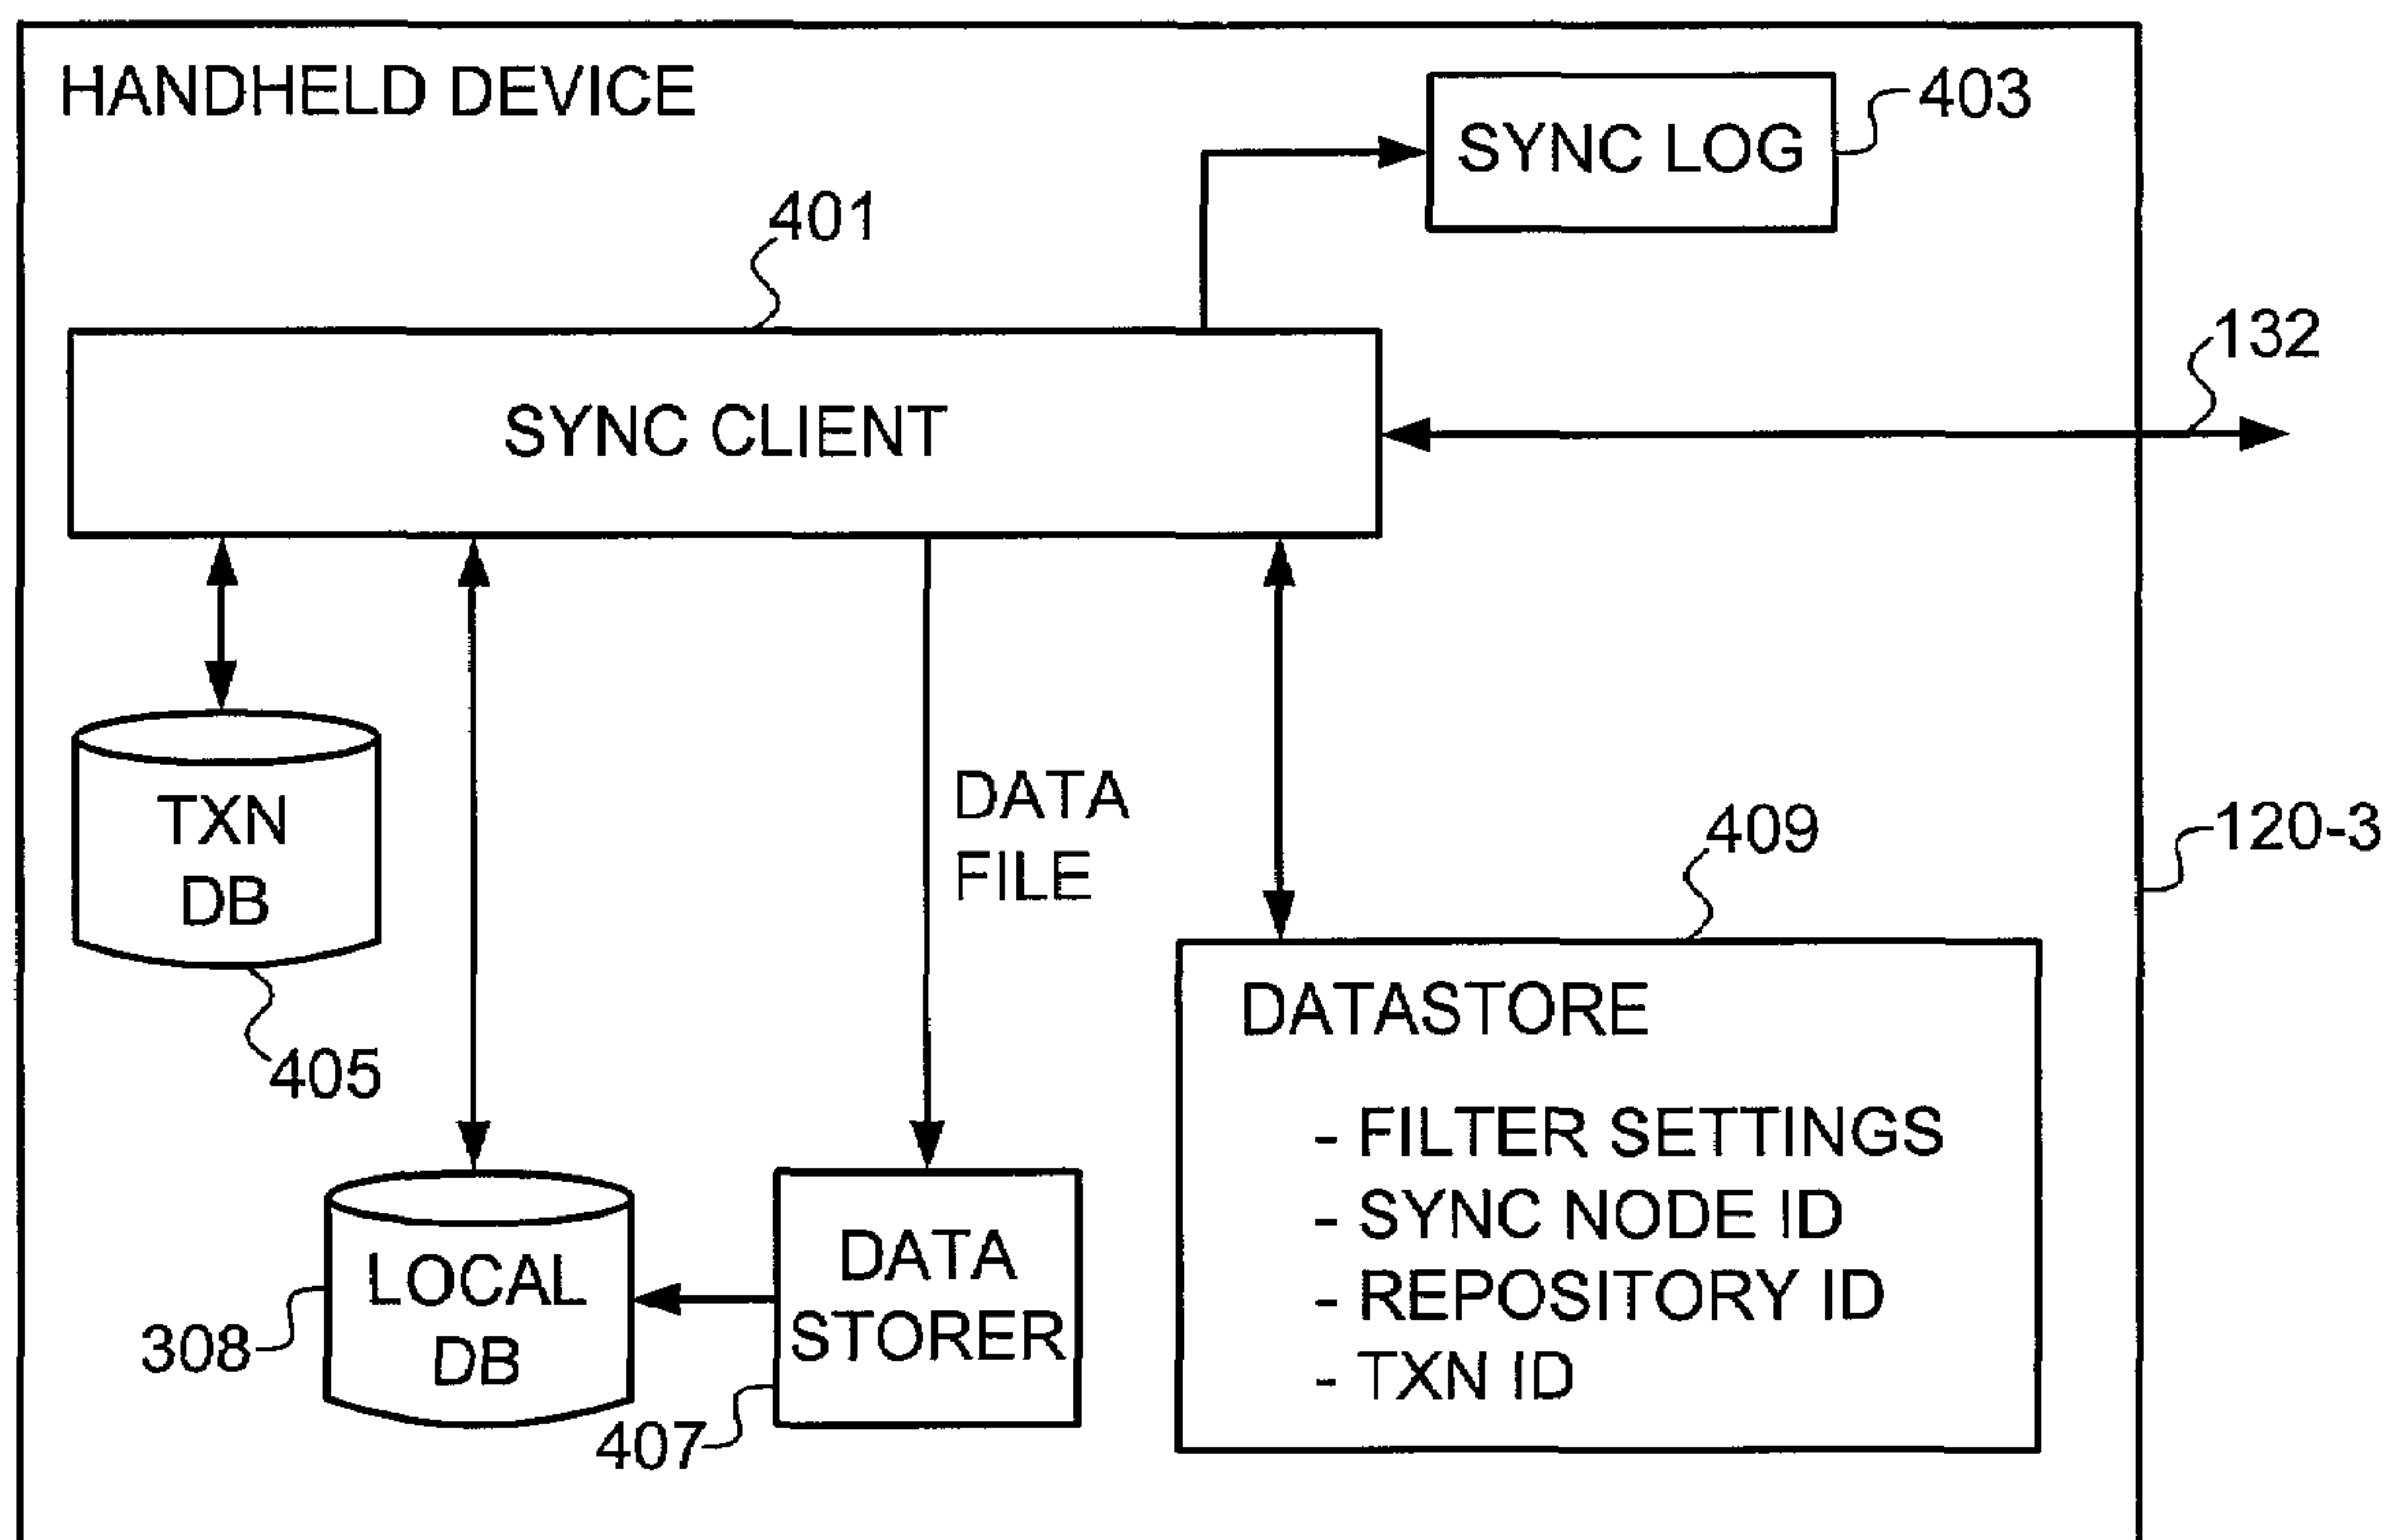 HANDHELD DEVICE
403
SYNC LOG
401
132
SYNC CLIENT
DATA
FILE
TXN
DB
409
120-3
405
DATASTORE
- FILTER SETTINGS
- SYNC NODE ID
- REPOSITORY ID
- TXN ID
LOCAL
DB
308
DATA
STORER
407